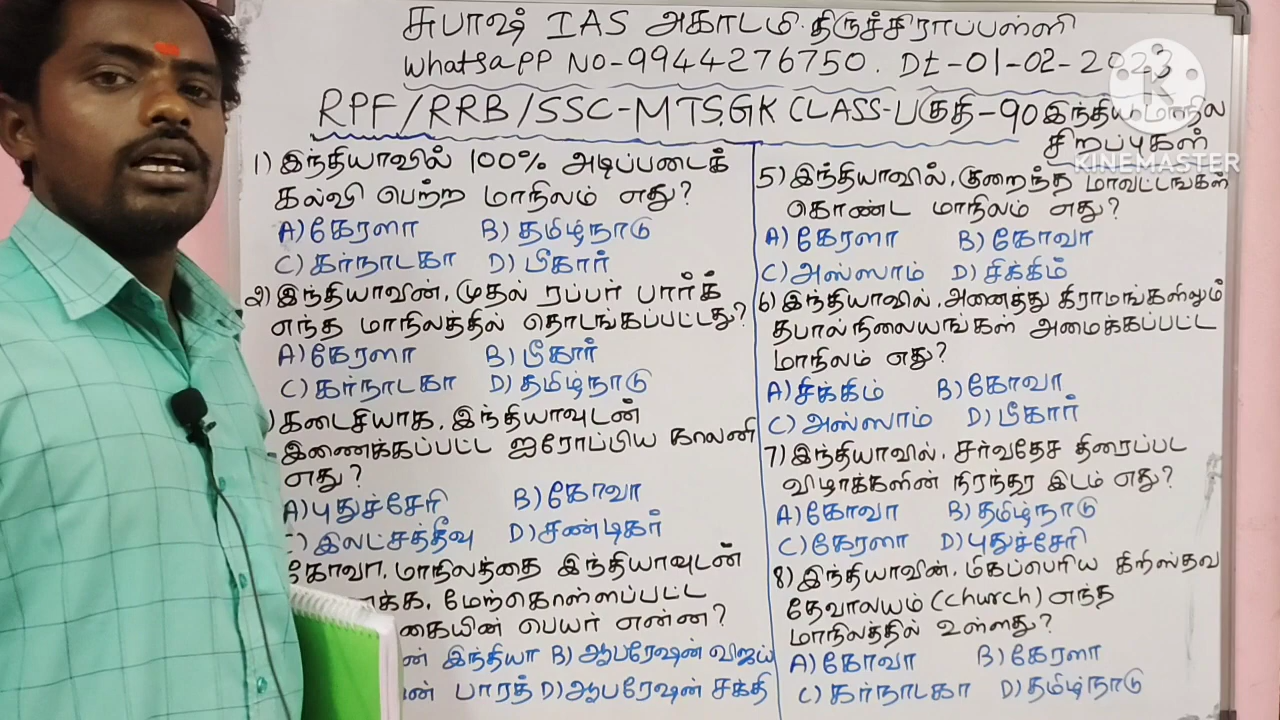 சுபாஷ் IAS அகாடமி திருச்சிராப்பள்ளி
Whatsapp No-9944276750. Dt-01-02-2023
RPF/RRB/SSC-MTS.GK CLASS-பகுதி-90 இந்திய மாநில
சிறப்புகள்
KINEMASTER
1) இந்தியாவில் 100% அடிப்படைக்
கல்வி பெற்ற மாநிலம் எது?
A) கேரளா B) தமிழ்நாடு
C) கர்நாடகா D) பீகார்
2) இந்தியாவின், முதல் ரப்பர் பார்க்
எந்த மாநிலத்தில் தொடங்கப்பட்டது?
A) கேரளா B) பீகார்
C) கர்நாடகா D) தமிழ்நாடு
) கடைசியாக, இந்தியாவுடன்
இணைக்கப்பட்ட ஐரோப்பிய காலனி
எது?
A) புதுச்சேரி B) கோவா
C) இலட்சத்தீவு D) சண்டிகர்
கோவா, மாநிலத்தை இந்தியாவுடன்
ணைக்க, மேற்கொள்ளப்பட்ட
கையின் பெயர் என்ன?
ன் இந்தியா B) ஆபரேஷன் விஜய்
ன் பாரத் D) ஆபரேஷன் சக்தி
5) இந்தியாவில், குறைந்த மாவட்டங்கள்
கொண்ட மாநிலம் எது?
A) கேரளா B) கோவா
C) அஸ்ஸாம் D) சிக்கிம்
6) இந்தியாவில், அனைத்து கிராமங்களிலும்
தபால்நிலையங்கள் அமைக்கப்பட்ட
மாநிலம் எது?
A) சிக்கிம் B) கோவா
C) அஸ்ஸாம் D) பீகார்
7) இந்தியாவில், சர்வதேச திரைப்பட
விழாக்களின் நிரந்தர இடம் எது?
A) கோவா B) தமிழ்நாடு
C) கேரளா D) புதுச்சேரி
8) இந்தியாவின், மிகப்பெரிய கிறிஸ்தவ
தேவாலயம் (church) எந்த
மாநிலத்தில் உள்ளது?
A) கோவா B) கேரளா
C) கர்நாடகா D) தமிழ்நாடு